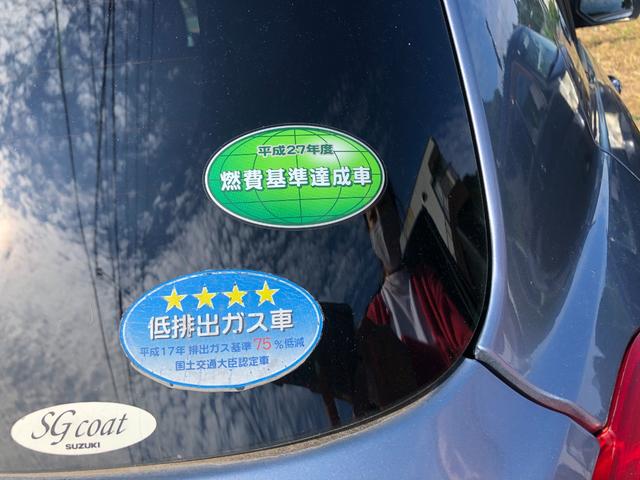 平成27年度
燃費基準達成車
低排出ガス車
平成17年 排出ガス基準 75 %低減
国土交通大臣認定車
SG coat
SUZUKI